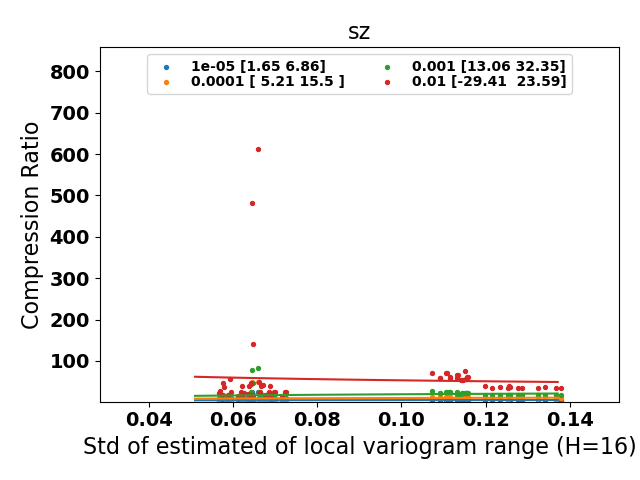 sz
1e-05 [1.65 6.86]
0.0001 [ 5.21 15.5 ]
0.001 [13.06 32.35]
0.01 [-29.41  23.59]
Compression Ratio
800
700
600
500
400
300
200
100
0.04 0.06 0.08 0.10 0.12 0.14
Std of estimated of local variogram range (H=16)